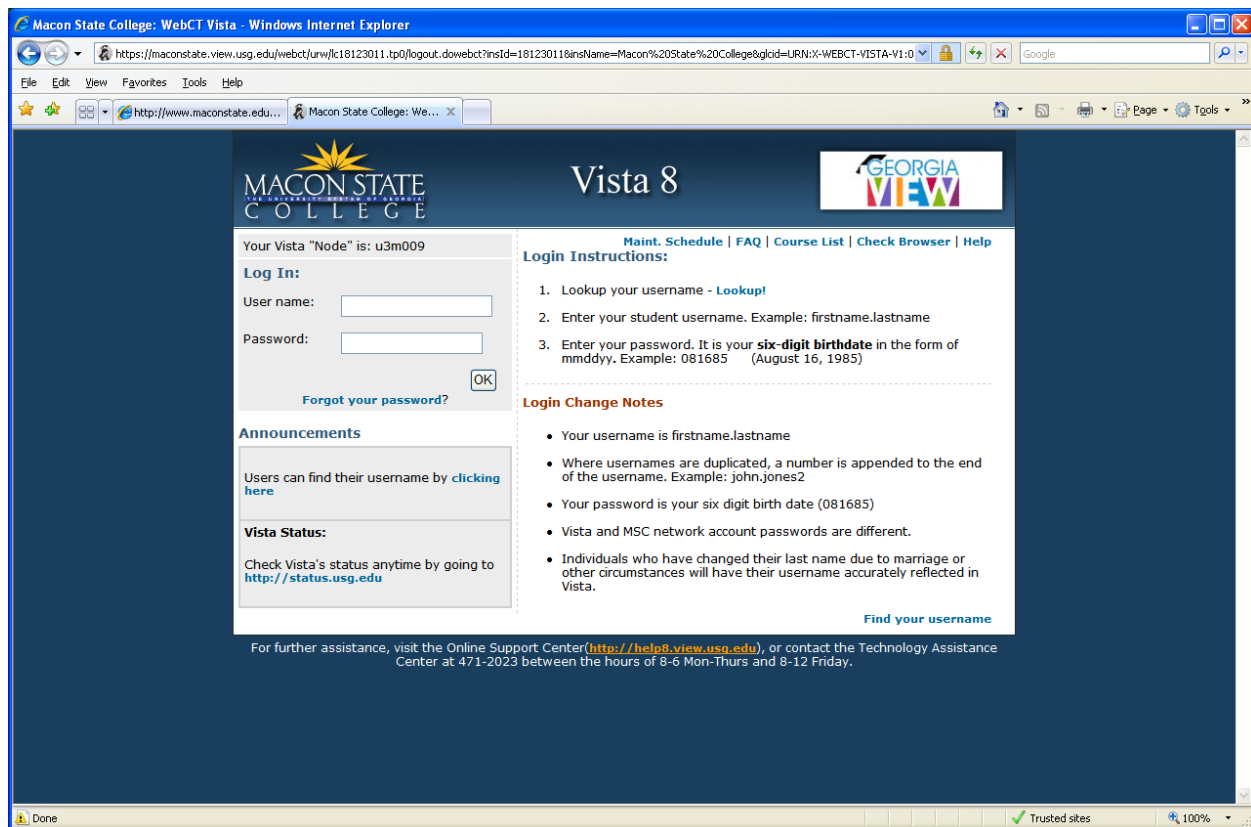 Macon State College: WebCT Vista - Windows Internet Explorer
https://maconstate.view.usg.edu/webct/urw/lc18123011.tp0/logout.dowebct?insId=18123011&insName=Macon%20State%20College&glcid=URN:X-WEBCT-VISTA-V1:0
Google
File Edit View Favorites Tools Help
http://www.maconstate.edu... Macon State College: We... X
Page Tools »
MACON STATE
THE UNIVERSITY SYSTEM OF GEORGIA
COLLEGE
Vista 8
GEORGIA
VIEW
Your Vista "Node" is: u3m009
Log In:
User name:
Password:
OK
Forgot your password?
Announcements
Users can find their username by clicking
here
Vista Status:
Check Vista's status anytime by going to
http://status.usg.edu
Maint. Schedule | FAQ | Course List | Check Browser | Help
Login Instructions:
1. Lookup your username - Lookup!
2. Enter your student username. Example: firstname.lastname
3. Enter your password. It is your six-digit birthdate in the form of
mmddyy. Example: 081685 (August 16, 1985)
Login Change Notes
• Your username is firstname.lastname
• Where usernames are duplicated, a number is appended to the end
of the username. Example: john.jones2
• Your password is your six digit birth date (081685)
• Vista and MSC network account passwords are different.
• Individuals who have changed their last name due to marriage or
other circumstances will have their username accurately reflected in
Vista.
Find your username
For further assistance, visit the Online Support Center(http://help8.view.usg.edu), or contact the Technology Assistance
Center at 471-2023 between the hours of 8-6 Mon-Thurs and 8-12 Friday.
Done
Trusted sites
100%